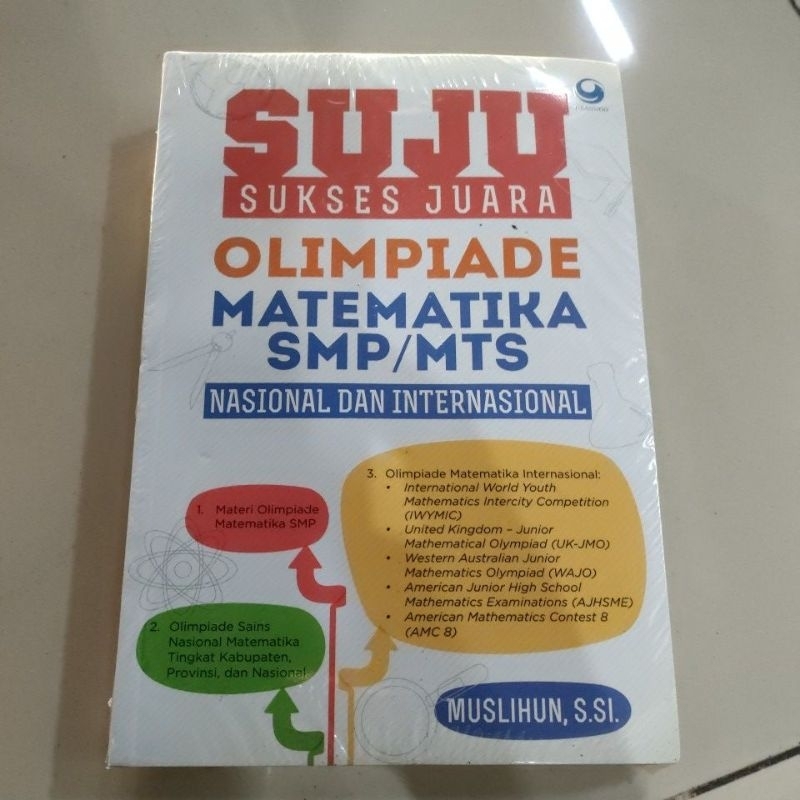 SUJU
SUKSES JUARA
OLIMPIADE
MATEMATIKA
SMP/MTS
NASIONAL DAN INTERNASIONAL
3. Olimpiade Matematika Internasional:
• International World Youth
Mathematics Intercity Competition
(IWYMIC)
• United Kingdom – Junior
Mathematical Olympiad (UK-JMO)
• Western Australian Junior
Mathematics Olympiad (WAJO)
• American Junior High School
Mathematics Examinations (AJHSME)
• American Mathematics Contest 8
(AMC 8)
1. Materi Olimpiade
Matematika SMP
2. Olimpiade Sains
Nasional Matematika
Tingkat Kabupaten,
Provinsi, dan Nasional
MUSLIHUN, S.SI.